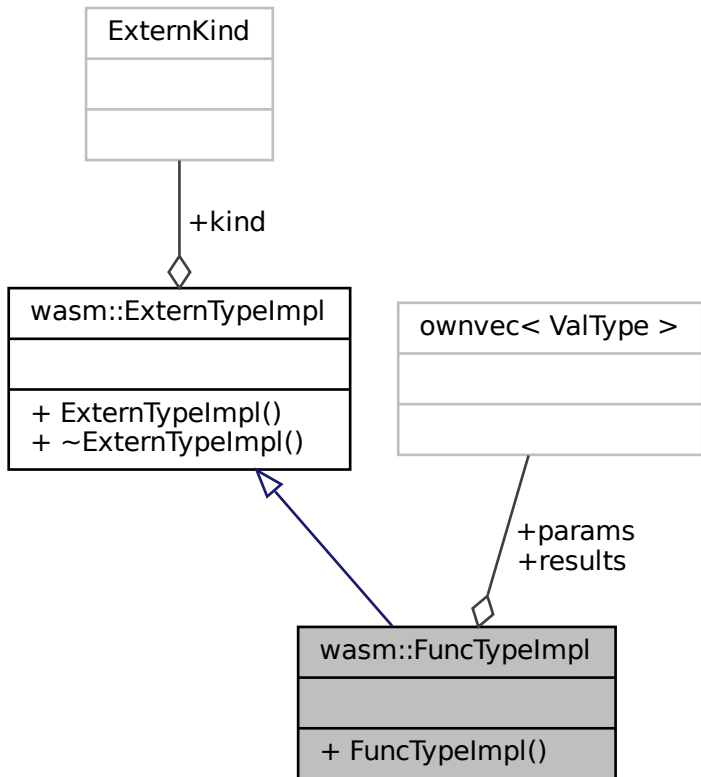 ExternKind
+kind
wasm::ExternTypeImpl
+ ExternTypeImpl()
+ ~ExternTypeImpl()
ownvec< ValType >
+params
+results
wasm::FuncTypeImpl
+ FuncTypeImpl()